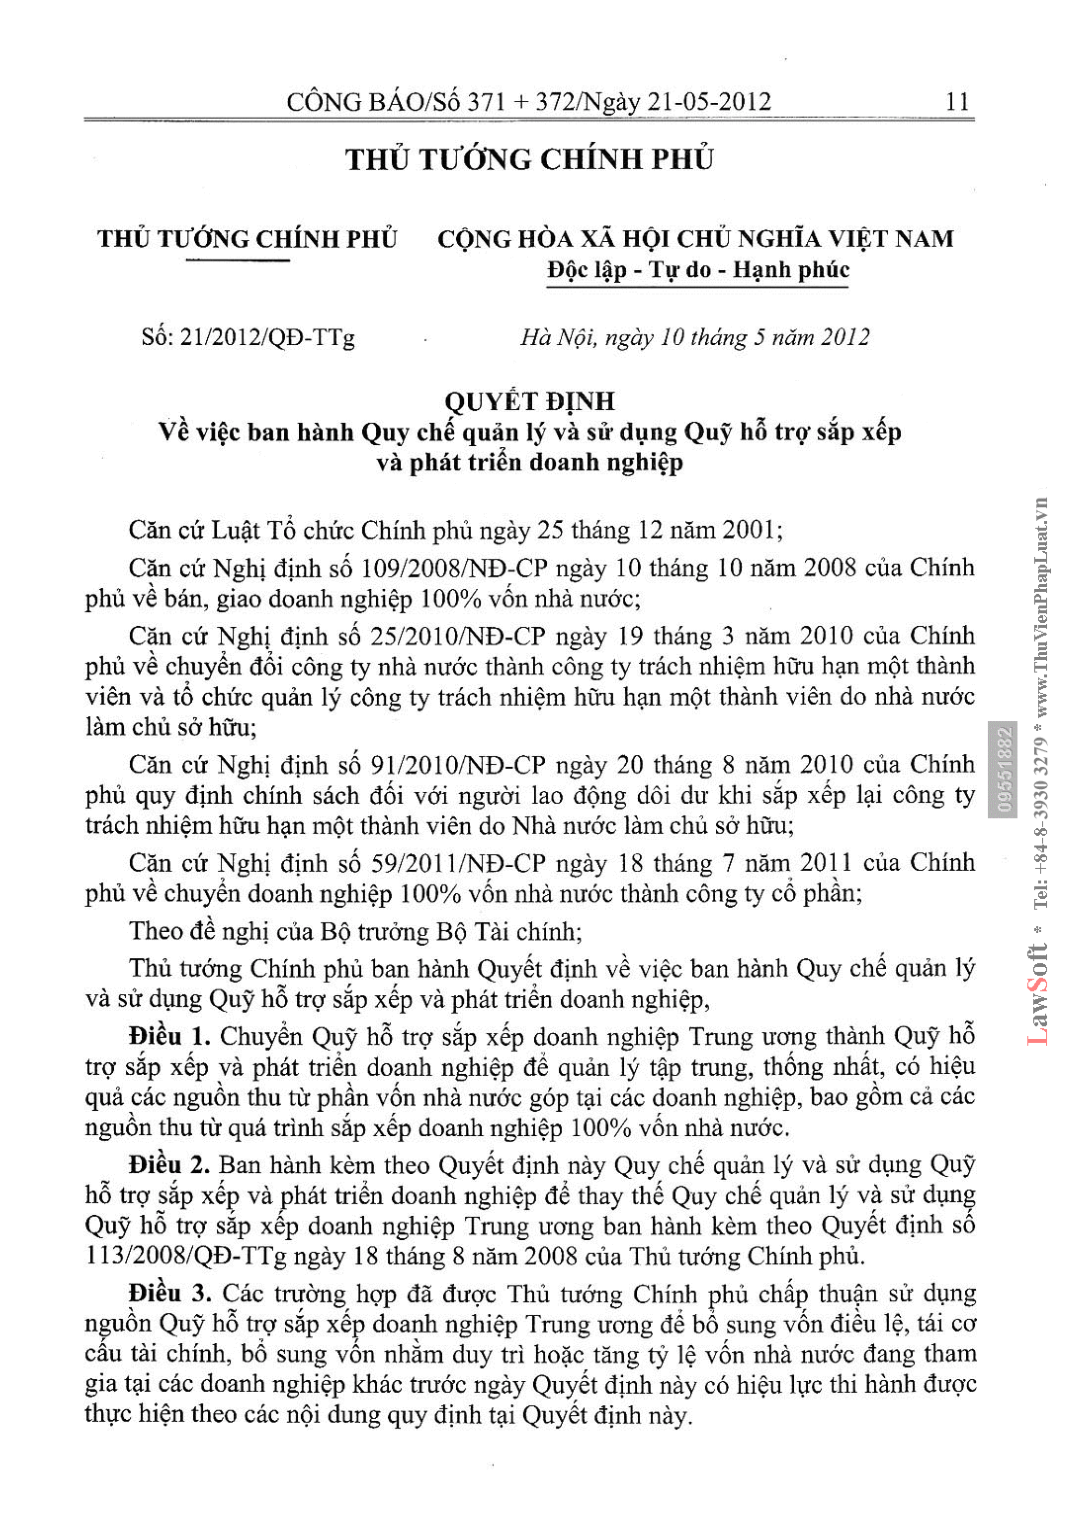 CÔNG BÁO/Số 371 + 372/Ngày 21-05-2012 11
THỦ TƯỚNG CHÍNH PHỦ
THỦ TƯỚNG CHÍNH PHỦ CỘNG HÒA XÃ HỘI CHỦ NGHĨA VIỆT NAM
Độc lập - Tự do - Hạnh phúc
Số: 21/2012/QĐ-TTg Hà Nội, ngày 10 tháng 5 năm 2012
QUYẾT ĐỊNH
Về việc ban hành Quy chế quản lý và sử dụng Quỹ hỗ trợ sắp xếp
và phát triển doanh nghiệp
Căn cứ Luật Tổ chức Chính phủ ngày 25 tháng 12 năm 2001;
Căn cứ Nghị định số 109/2008/NĐ-CP ngày 10 tháng 10 năm 2008 của Chính
phủ về bán, giao doanh nghiệp 100% vốn nhà nước;
Căn cứ Nghị định số 25/2010/NĐ-CP ngày 19 tháng 3 năm 2010 của Chính
phủ về chuyển đổi công ty nhà nước thành công ty trách nhiệm hữu hạn một thành
viên và tổ chức quản lý công ty trách nhiệm hữu hạn một thành viên do nhà nước
làm chủ sở hữu;
Căn cứ Nghị định số 91/2010/NĐ-CP ngày 20 tháng 8 năm 2010 của Chính
phủ quy định chính sách đối với người lao động dôi dư khi sắp xếp lại công ty
trách nhiệm hữu hạn một thành viên do Nhà nước làm chủ sở hữu;
Căn cứ Nghị định số 59/2011/NĐ-CP ngày 18 tháng 7 năm 2011 của Chính
phủ về chuyển doanh nghiệp 100% vốn nhà nước thành công ty cổ phần;
Theo đề nghị của Bộ trưởng Bộ Tài chính;
Thủ tướng Chính phủ ban hành Quyết định về việc ban hành Quy chế quản lý
và sử dụng Quỹ hỗ trợ sắp xếp và phát triển doanh nghiệp,
Điều 1. Chuyển Quỹ hỗ trợ sắp xếp doanh nghiệp Trung ương thành Quỹ hỗ
trợ sắp xếp và phát triển doanh nghiệp để quản lý tập trung, thống nhất, có hiệu
quả các nguồn thu từ phần vốn nhà nước góp tại các doanh nghiệp, bao gồm cả các
nguồn thu từ quá trình sắp xếp doanh nghiệp 100% vốn nhà nước.
Điều 2. Ban hành kèm theo Quyết định này Quy chế quản lý và sử dụng Quỹ
hỗ trợ sắp xếp và phát triển doanh nghiệp để thay thế Quy chế quản lý và sử dụng
Quỹ hỗ trợ sắp xếp doanh nghiệp Trung ương ban hành kèm theo Quyết định số
113/2008/QĐ-TTg ngày 18 tháng 8 năm 2008 của Thủ tướng Chính phủ.
Điều 3. Các trường hợp đã được Thủ tướng Chính phủ chấp thuận sử dụng
nguồn Quỹ hỗ trợ sắp xếp doanh nghiệp Trung ương để bổ sung vốn điều lệ, tái cơ
cấu tài chính, bổ sung vốn nhằm duy trì hoặc tăng tỷ lệ vốn nhà nước đang tham
gia tại các doanh nghiệp khác trước ngày Quyết định này có hiệu lực thi hành được
thực hiện theo các nội dung quy định tại Quyết định này.
09551882
LawSoft * Tel: +84-8-3930 3279 * www.ThuVienPhapLuat.vn